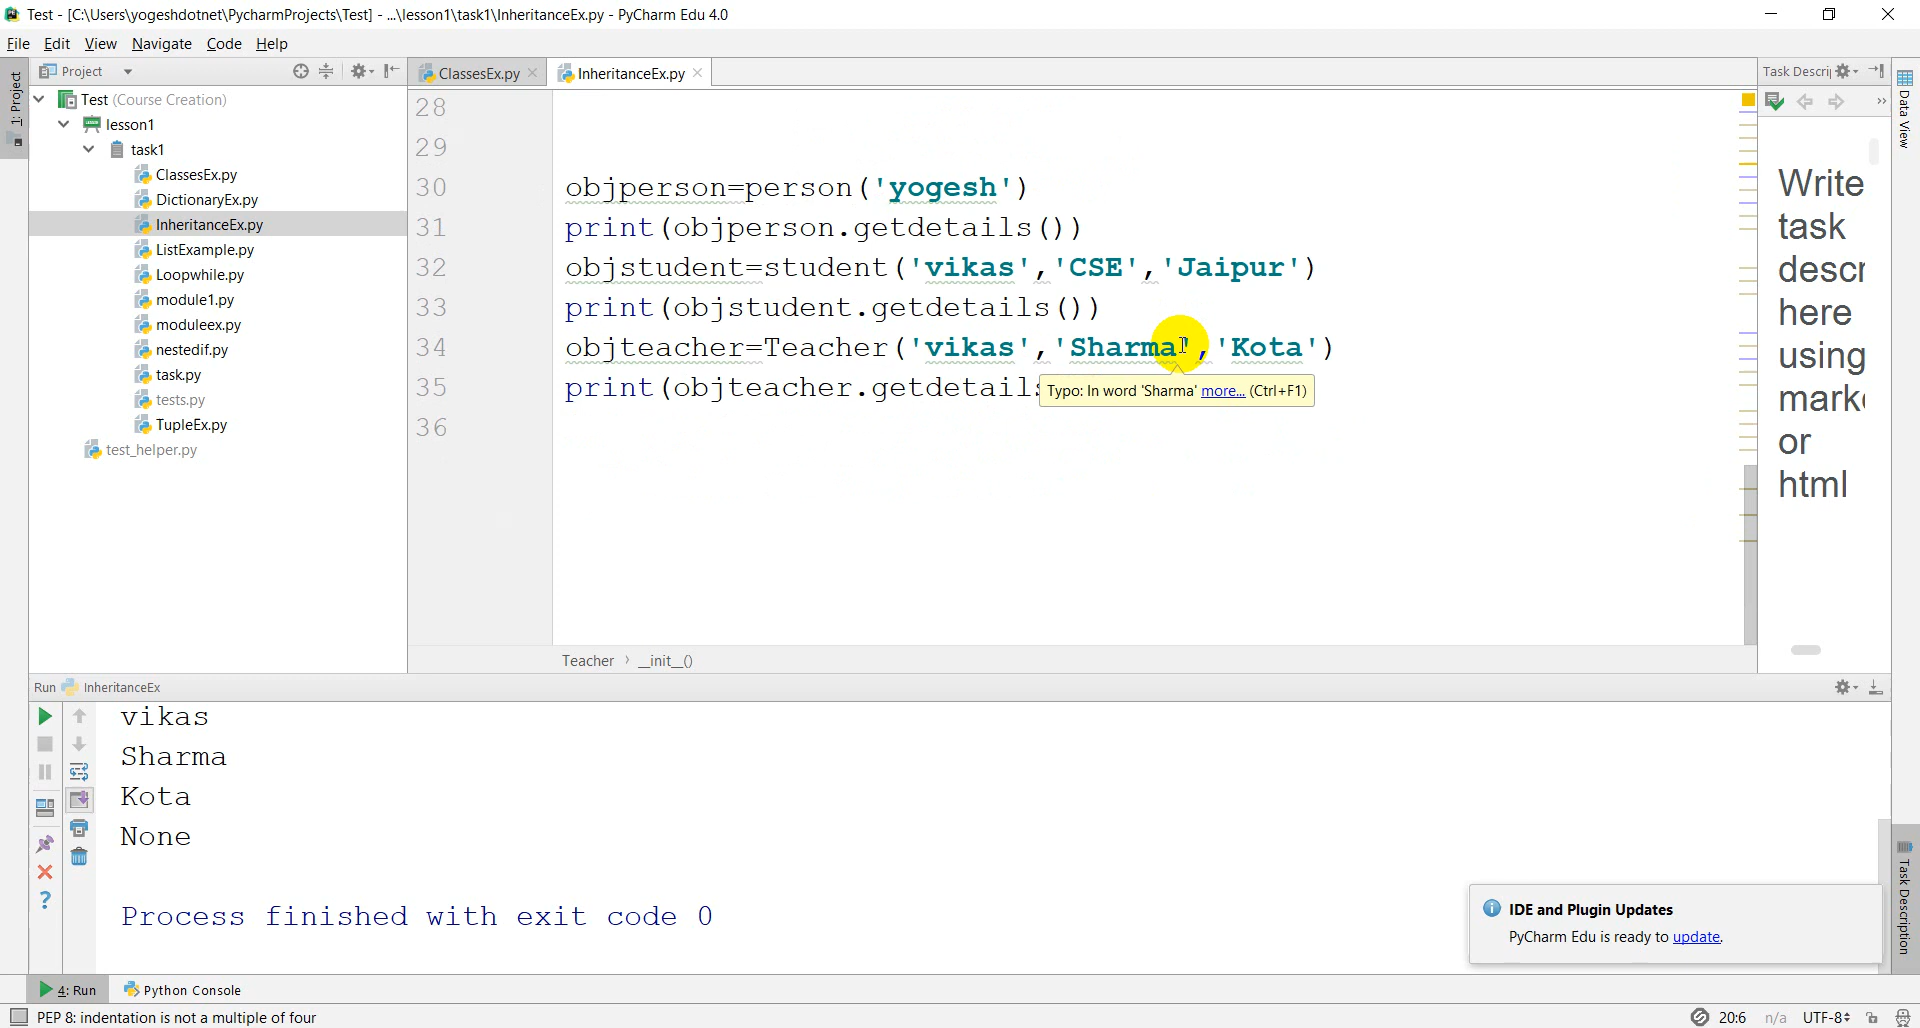 Test - [C:\Users\yogeshdotnet\PycharmProjects\Test] - ...\lesson1\task1\InheritanceEx.py - PyCharm Edu 4.0
File Edit View Navigate Code Help
Project
ClassesEx.py
InheritanceEx.py
Task Descri
1: Project
Data View
Test (Course Creation)
lesson1
task1
ClassesEx.py
DictionaryEx.py
InheritanceEx.py
ListExample.py
Loopwhile.py
module1.py
moduleex.py
nestedif.py
task.py
tests.py
TupleEx.py
test_helper.py
28
29
30 objperson=person('yogesh')
31 print(objperson.getdetails())
32 objstudent=student('vikas','CSE','Jaipur')
33 print(objstudent.getdetails())
34 objteacher=Teacher('vikas','Sharma','Kota')
35 print(objteacher.getdetails
36
Typo: In word 'Sharma' more... (Ctrl+F1)
Write
task
descr
here
using
mark
or
html
Teacher › __init__()
Run InheritanceEx
vikas
Sharma
Kota
None
Process finished with exit code 0
IDE and Plugin Updates
PyCharm Edu is ready to update.
Task Description
4: Run Python Console
PEP 8: indentation is not a multiple of four
20:6 n/a UTF-8